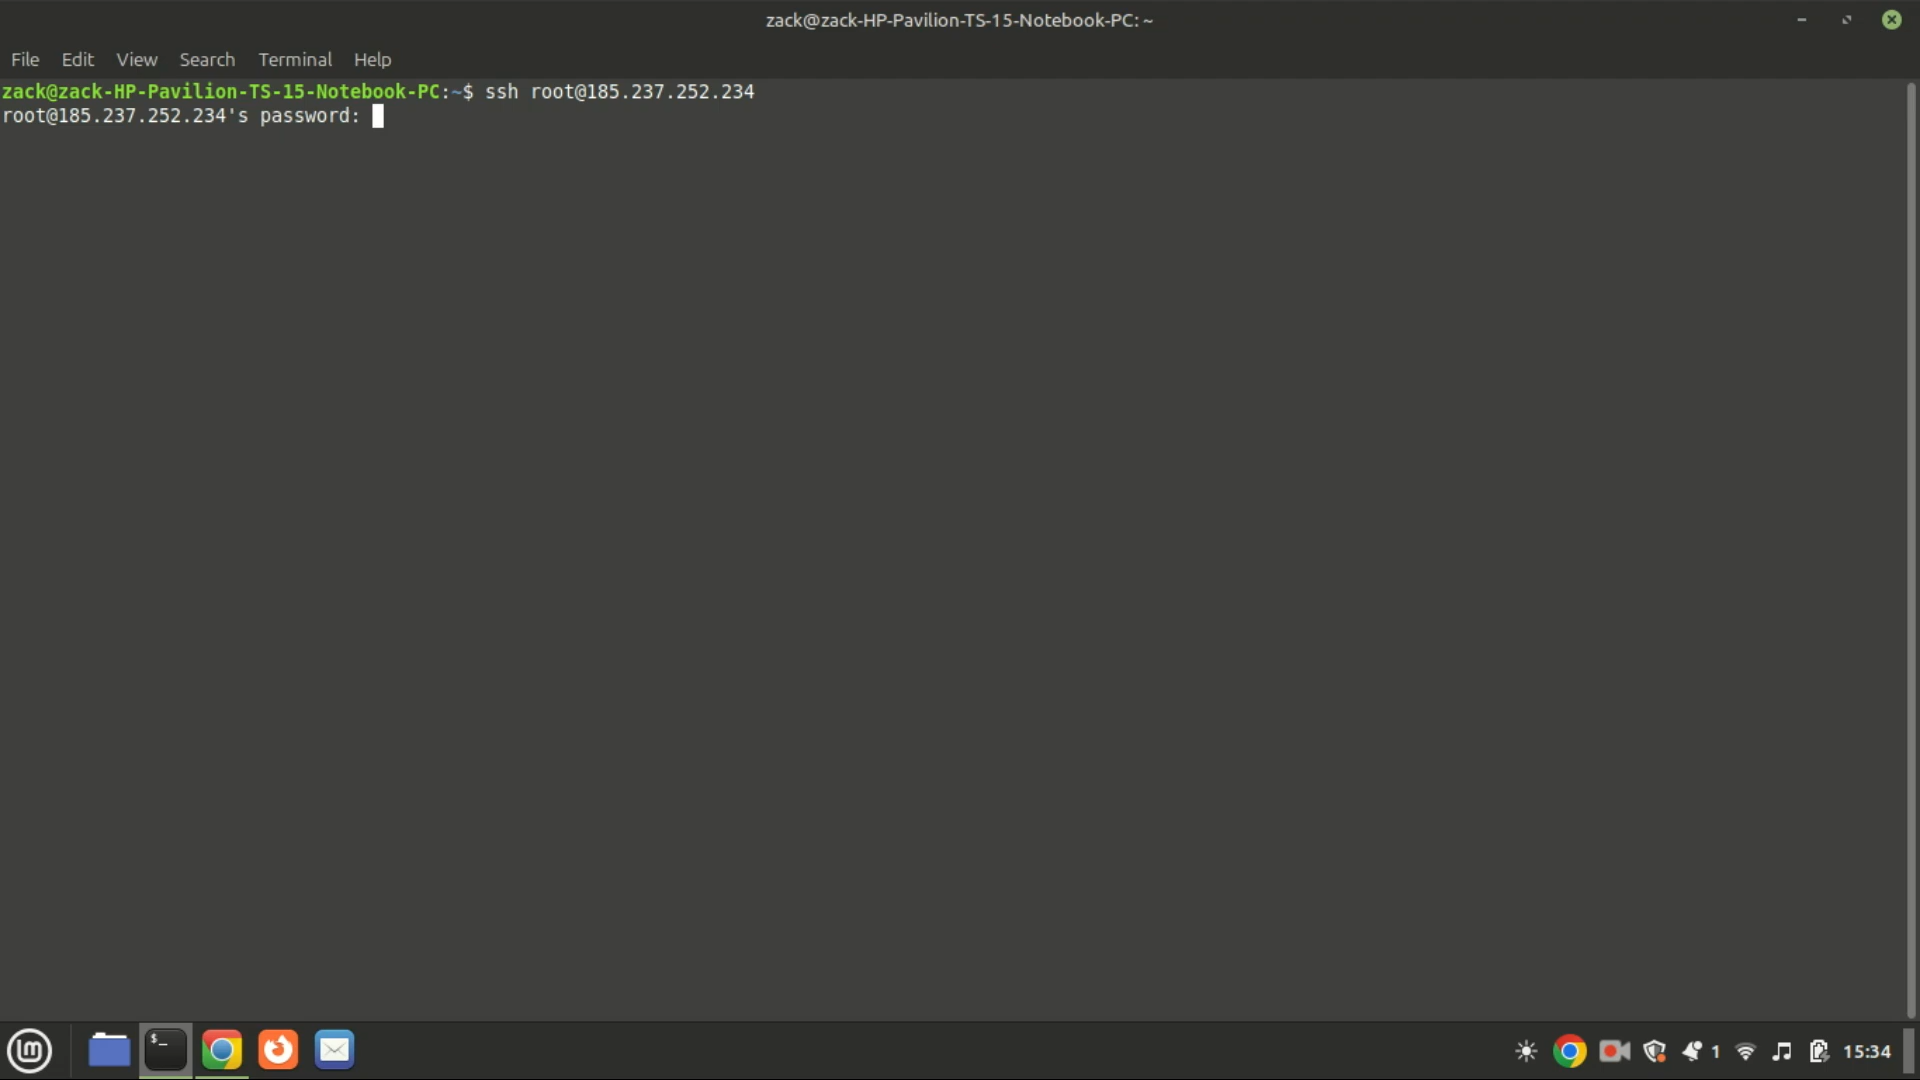 zack@zack-HP-Pavilion-TS-15-Notebook-PC: ~
File Edit View Search Terminal Help
zack@zack-HP-Pavilion-TS-15-Notebook-PC:~$ ssh root@185.237.252.234
root@185.237.252.234's password:
$_
lm
1
15:34